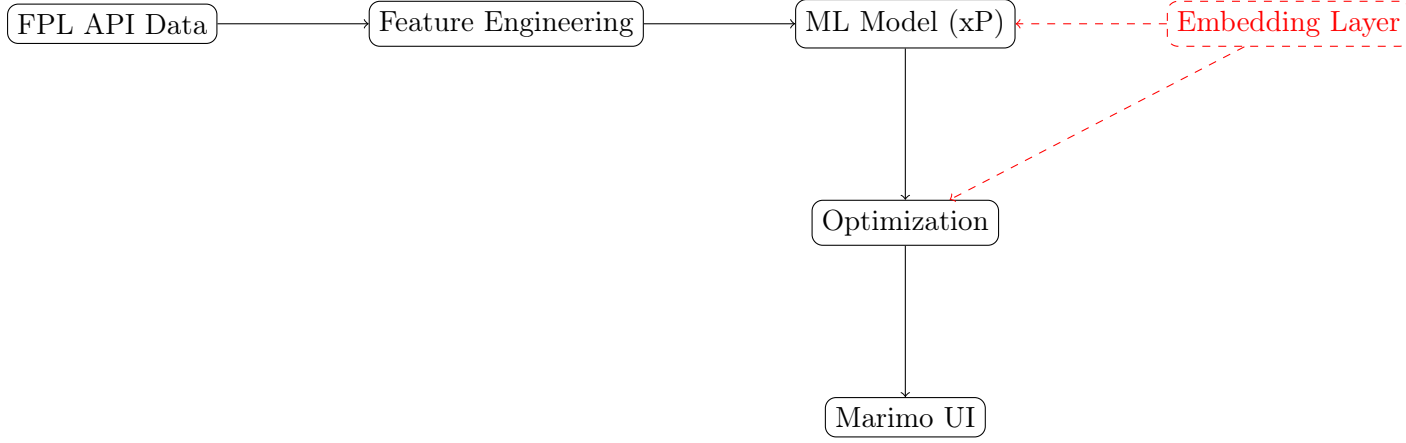 FPL API Data
Feature Engineering
ML Model (xP)
Embedding Layer
Optimization
Marimo UI